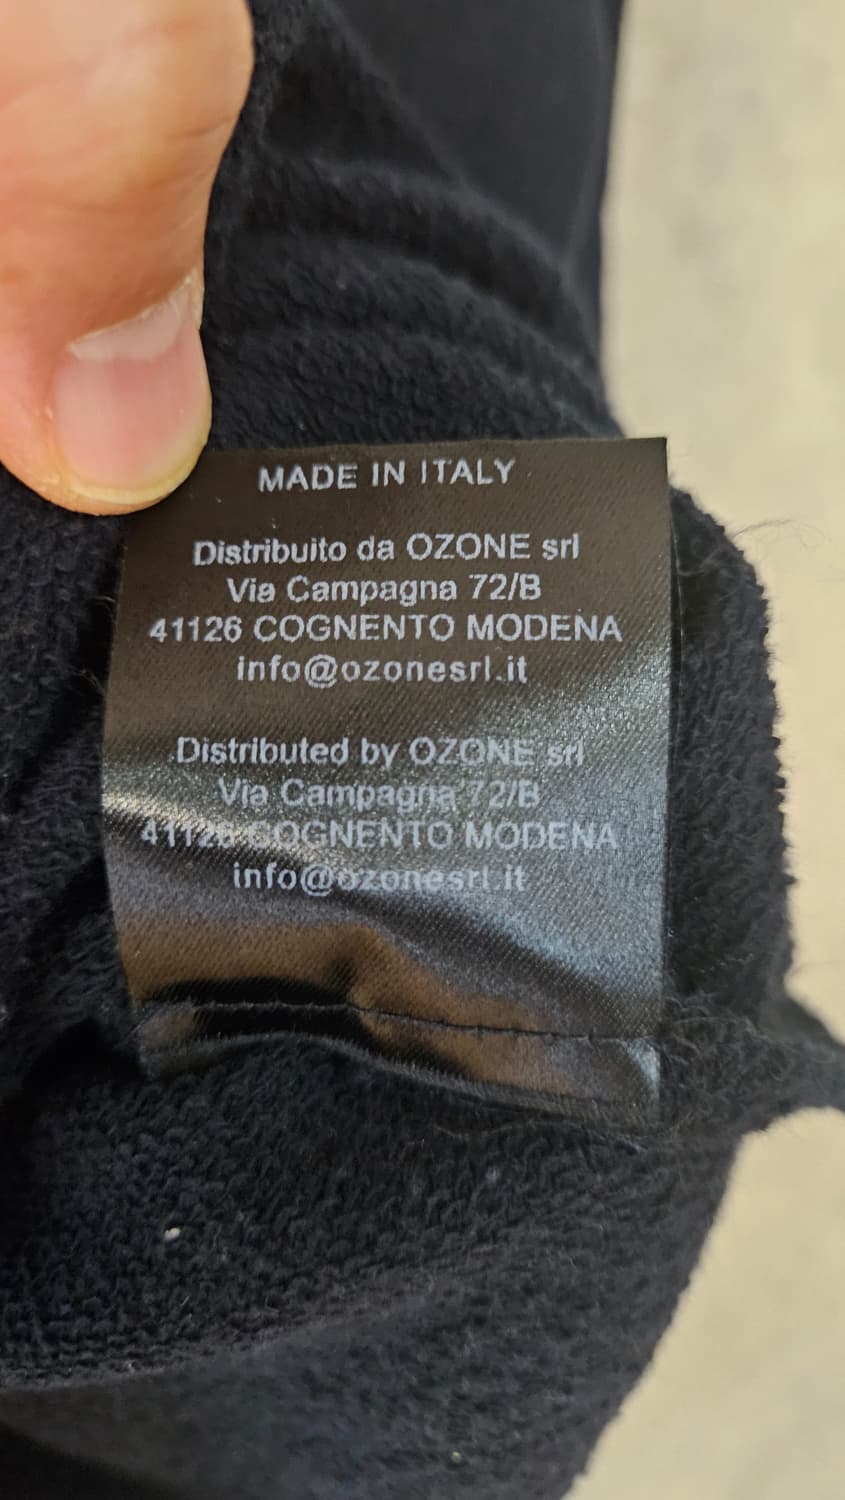 MADE IN ITALY
Distribuito da OZONE srl
Via Campagna 72/B
41126 COGNENTO MODENA
info@ozonesrl.it
Distributed by OZONE srl
Via Campagna 72/B
41126 COGNENTO MODENA
info@ozonesrl.it